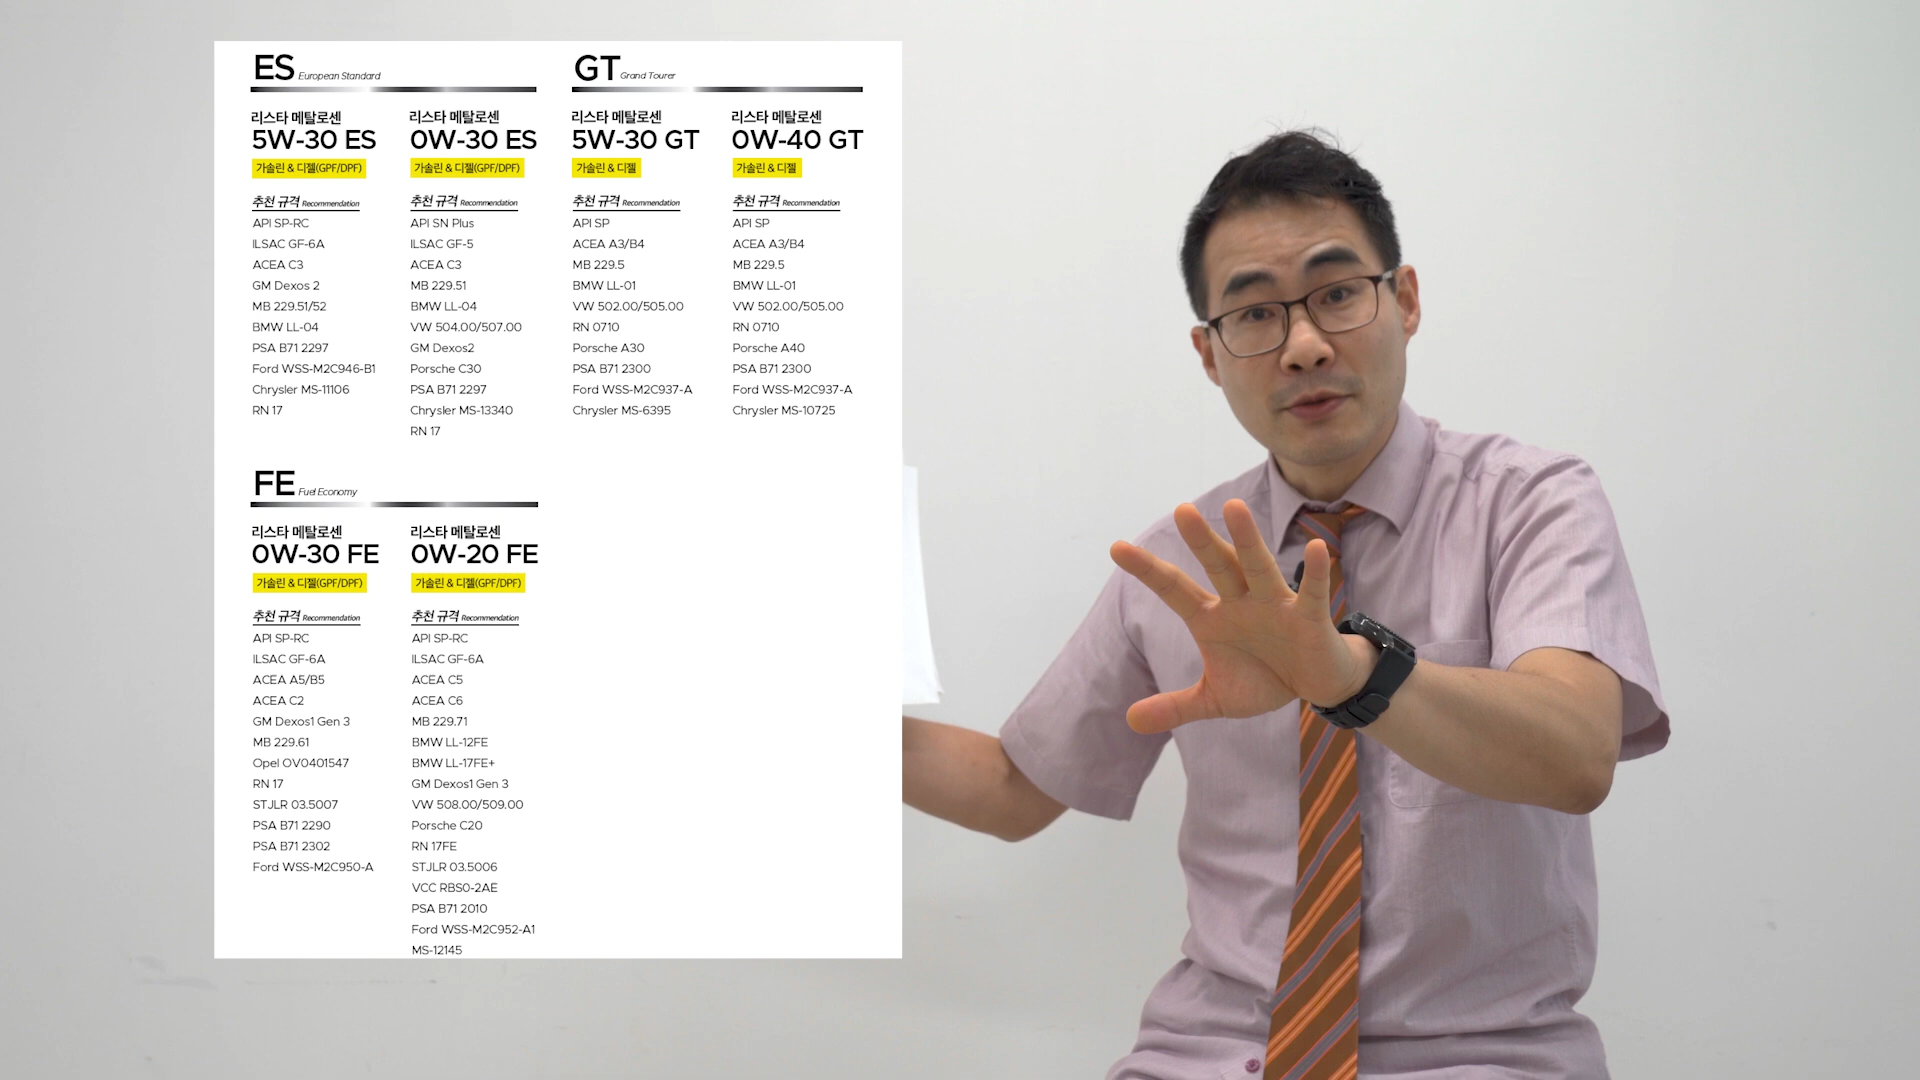 ES European Standard
리스타 메탈로센
5W-30 ES
가솔린 & 디젤(GPF/DPF)
추천 규격 Recommendation
API SP-RC
ILSAC GF-6A
ACEA C3
GM Dexos 2
MB 229.51/52
BMW LL-04
PSA B71 2297
Ford WSS-M2C946-B1
Chrysler MS-11106
RN 17
리스타 메탈로센
0W-30 ES
가솔린 & 디젤(GPF/DPF)
추천 규격 Recommendation
API SN Plus
ILSAC GF-5
ACEA C3
MB 229.51
BMW LL-04
VW 504.00/507.00
GM Dexos2
Porsche C30
PSA B71 2297
Chrysler MS-13340
RN 17
GT Grand Tourer
리스타 메탈로센
5W-30 GT
가솔린 & 디젤
추천 규격 Recommendation
API SP
ACEA A3/B4
MB 229.5
BMW LL-01
VW 502.00/505.00
RN 0710
Porsche A30
PSA B71 2300
Ford WSS-M2C937-A
Chrysler MS-6395
리스타 메탈로센
0W-40 GT
가솔린 & 디젤
추천 규격 Recommendation
API SP
ACEA A3/B4
MB 229.5
BMW LL-01
VW 502.00/505.00
RN 0710
Porsche A40
PSA B71 2300
Ford WSS-M2C937-A
Chrysler MS-10725
FE Fuel Economy
리스타 메탈로센
0W-30 FE
가솔린 & 디젤(GPF/DPF)
추천 규격 Recommendation
API SP-RC
ILSAC GF-6A
ACEA A5/B5
ACEA C2
GM Dexos1 Gen 3
MB 229.61
Opel OV0401547
RN 17
STJLR 03.5007
PSA B71 2290
PSA B71 2302
Ford WSS-M2C950-A
리스타 메탈로센
0W-20 FE
가솔린 & 디젤(GPF/DPF)
추천 규격 Recommendation
API SP-RC
ILSAC GF-6A
ACEA C5
ACEA C6
MB 229.71
BMW LL-12FE
BMW LL-17FE+
GM Dexos1 Gen 3
VW 508.00/509.00
Porsche C20
RN 17FE
STJLR 03.5006
VCC RBS0-2AE
PSA B71 2010
Ford WSS-M2C952-A1
MS-12145